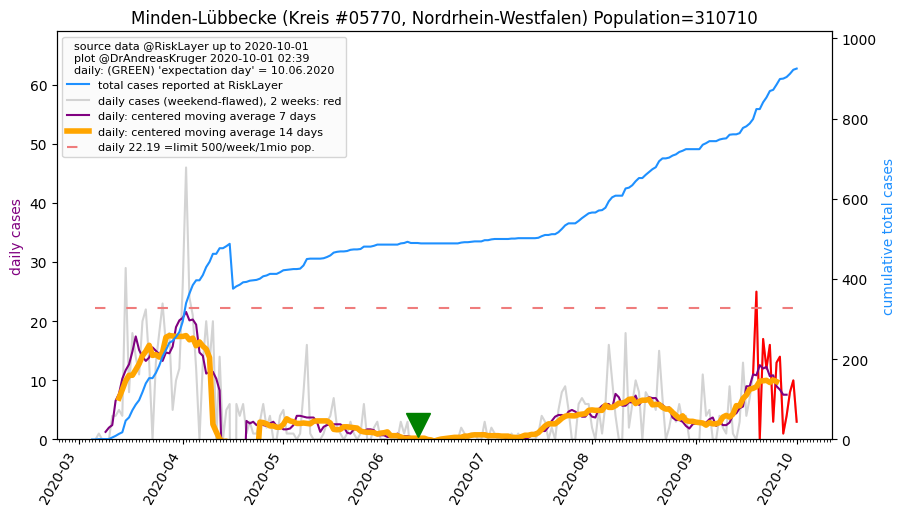 Minden-Lübbecke (Kreis #05770, Nordrhein-Westfalen) Population=310710
source data @RiskLayer up to 2020-10-01
plot @DrAndreasKruger 2020-10-01 02:39
daily: (GREEN) 'expectation day' = 10.06.2020
total cases reported at RiskLayer
daily cases (weekend-flawed), 2 weeks: red
daily: centered moving average 7 days
daily: centered moving average 14 days
daily 22.19 =limit 500/week/1mio pop.
daily cases
60
50
40
30
20
10
0
cumulative total cases
1000
800
600
400
200
0
2020-03
2020-04
2020-05
2020-06
2020-07
2020-08
2020-09
2020-10